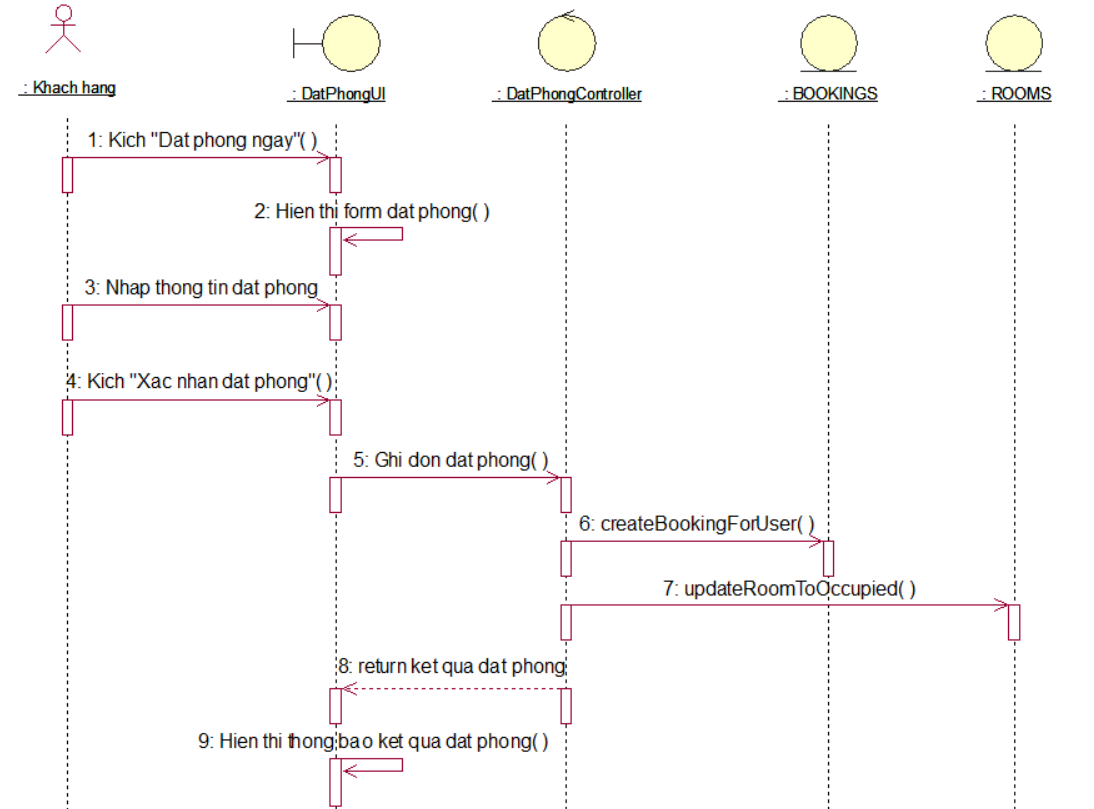 : Khach hang
: DatPhongUI
: DatPhongController
: BOOKINGS
: ROOMS
1: Kich "Dat phong ngay"( )
2: Hien thi form dat phong( )
3: Nhap thong tin dat phong
4: Kich "Xac nhan dat phong"( )
5: Ghi don dat phong( )
6: createBookingForUser( )
7: updateRoomToOccupied( )
8: return ket qua dat phong
9: Hien thi thong bao ket qua dat phong( )